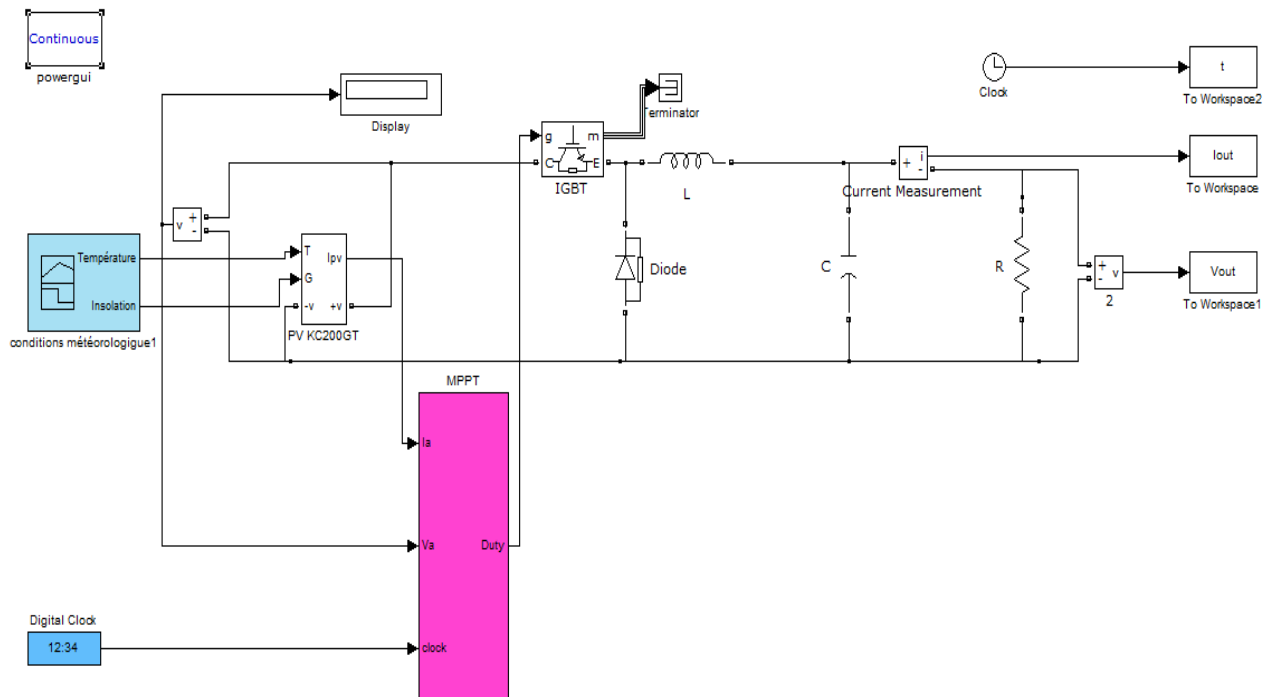 Continuous
powergui
Display
Terminator
Clock
t
To Workspace2
g
m
C
E
IGBT
L
+
i
-
Current Measurement
Iout
To Workspace
v
+
-
Température
Insolation
conditions météorologique1
T
G
-v
Ipv
+v
PV KC200GT
Diode
C
R
+
-
v
2
Vout
To Workspace1
MPPT
Ia
Va
Duty
clock
Digital Clock
12:34